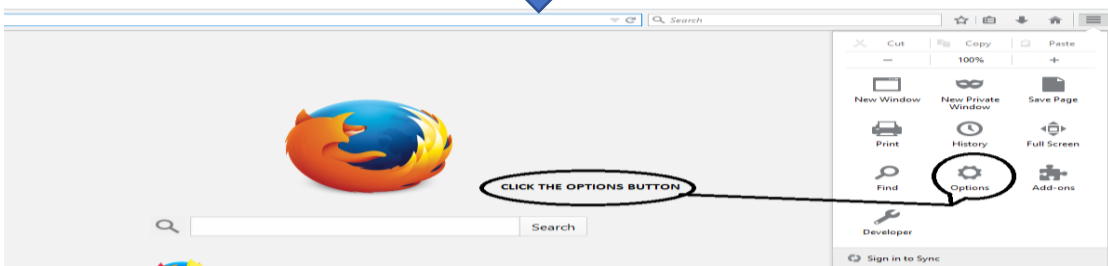 Search
Cut Copy Paste
− 100% +
New Window New Private Window Save Page
Print History Full Screen
CLICK THE OPTIONS BUTTON
Find Options Add-ons
Search
Developer
Sign in to Sync